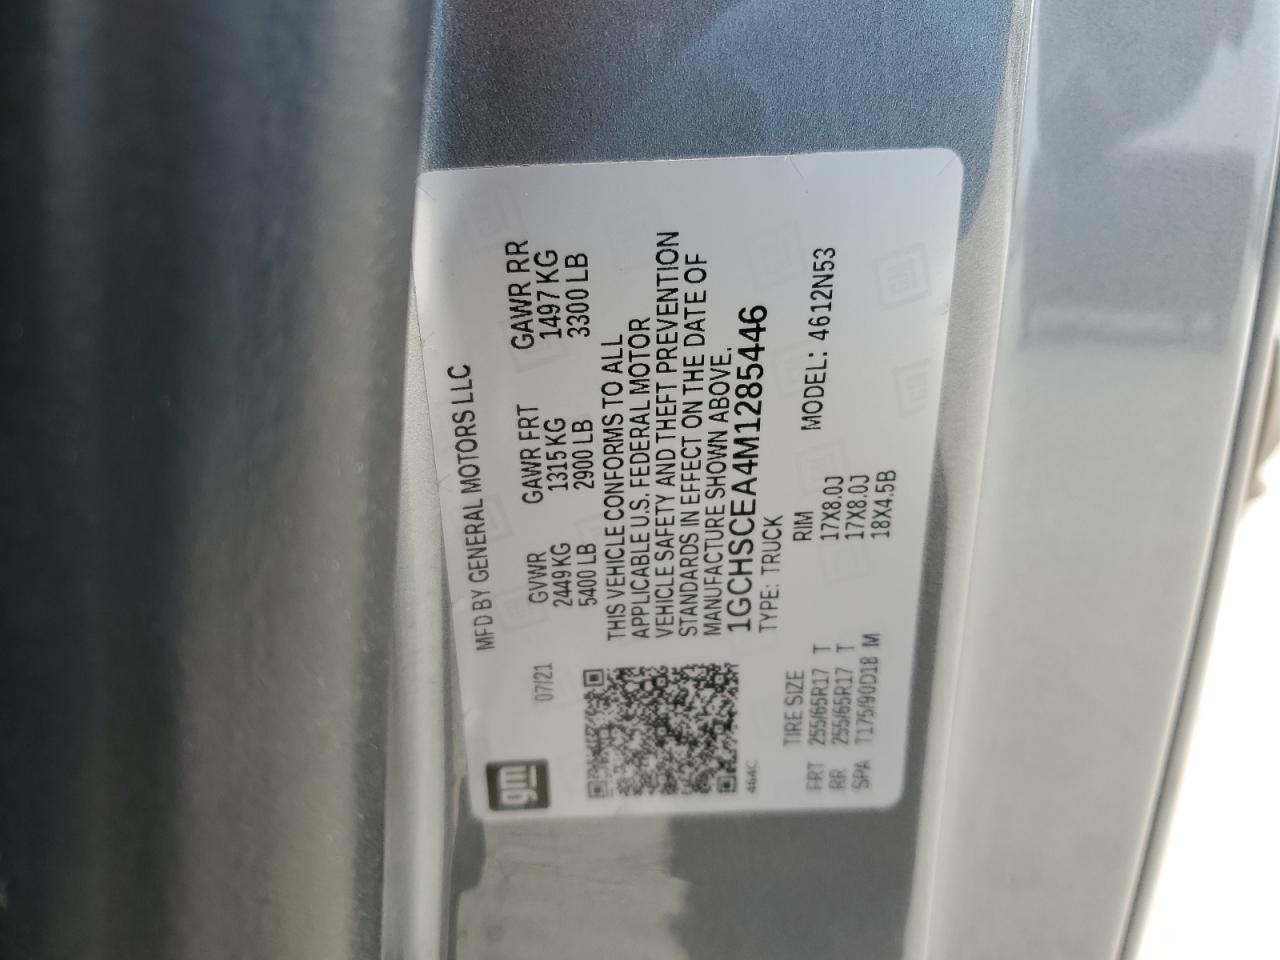 gm
MFD BY GENERAL MOTORS LLC
07/21
GVWR GAWR FRT GAWR RR
2449 KG 1315 KG 1497 KG
5400 LB 2900 LB 3300 LB
THIS VEHICLE CONFORMS TO ALL
APPLICABLE U.S. FEDERAL MOTOR
VEHICLE SAFETY AND THEFT PREVENTION
STANDARDS IN EFFECT ON THE DATE OF
MANUFACTURE SHOWN ABOVE.
1GCHSCEA4M1285446
464C
TYPE: TRUCK
TIRE SIZE RIM MODEL: 4612N53
FRT 255/65R17 T 17X8.0J
RR 255/65R17 T 17X8.0J
SPA T175/90D18 M 18X4.5B